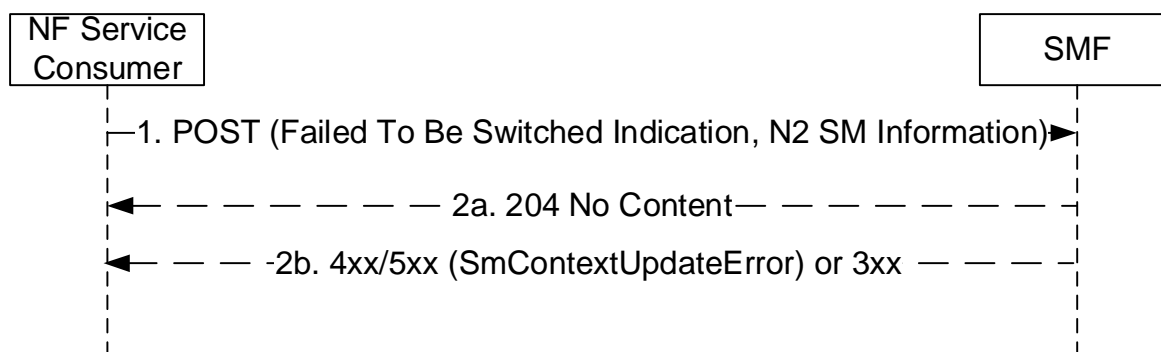 NF Service
Consumer
SMF
1. POST (Failed To Be Switched Indication, N2 SM Information)
2a. 204 No Content
2b. 4xx/5xx (SmContextUpdateError) or 3xx